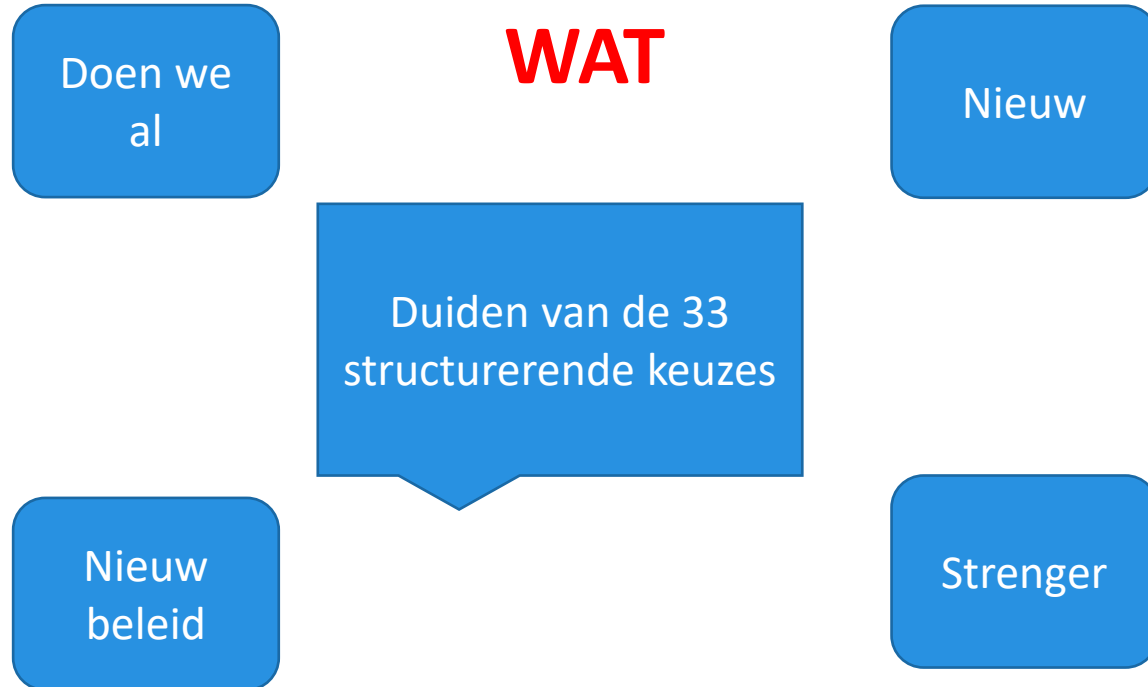 Doen we
al
WAT
Nieuw
Duiden van de 33
structurerende keuzes
Nieuw
beleid
Strenger